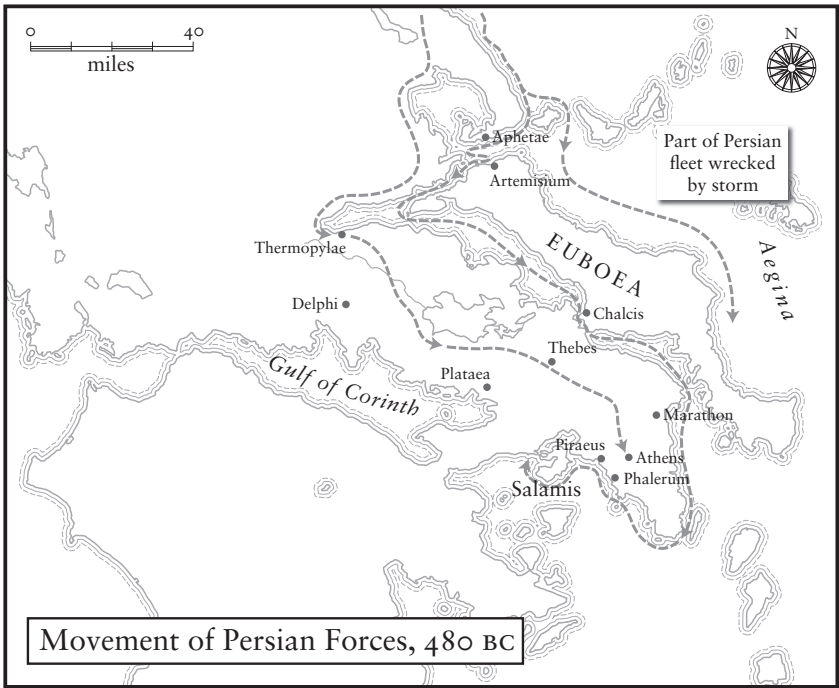 0 40
miles
N
Aphetae
Part of Persian
fleet wrecked
by storm
Artemisium
Thermopylae
EUBOEA
Aegina
Delphi
Chalcis
Thebes
Gulf of Corinth
Plataea
Marathon
Piraeus
Athens
Phalerum
Salamis
Movement of Persian Forces, 480 BC